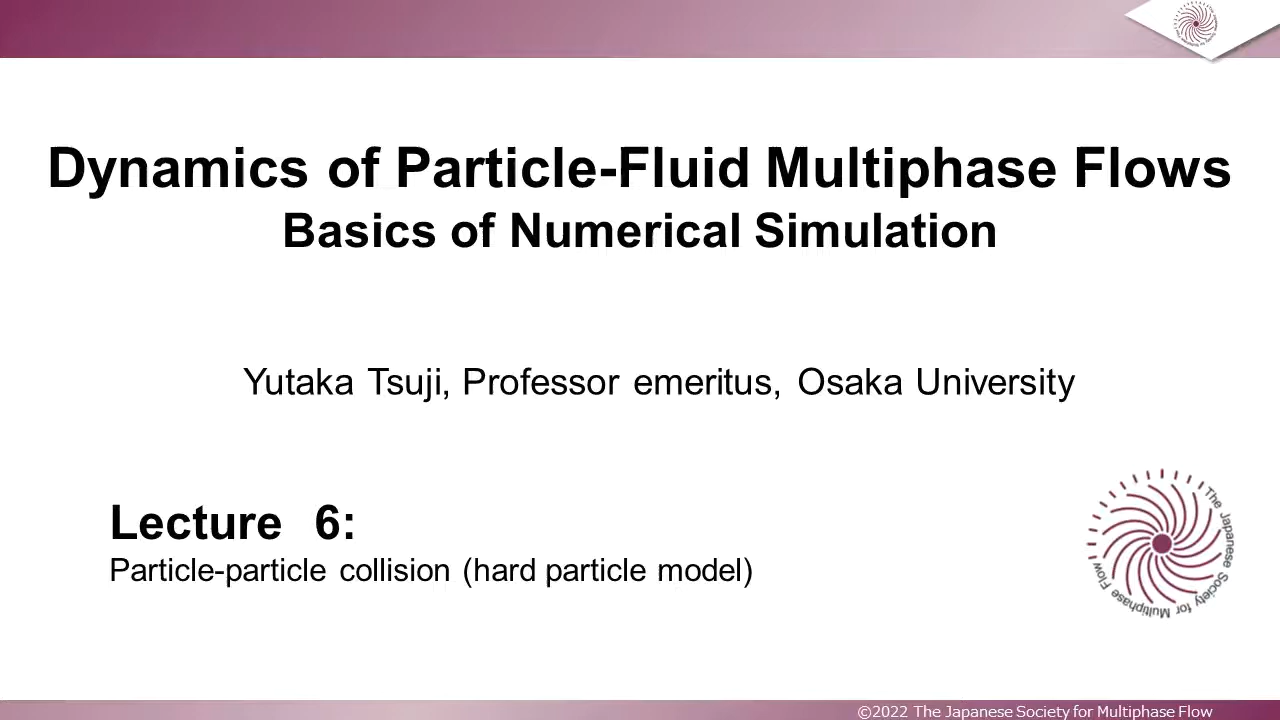 Dynamics of Particle-Fluid Multiphase Flows
Basics of Numerical Simulation
Yutaka Tsuji, Professor emeritus, Osaka University
Lecture 6:
Particle-particle collision (hard particle model)
The Japanese Society for Multiphase Flow
©2022 The Japanese Society for Multiphase Flow